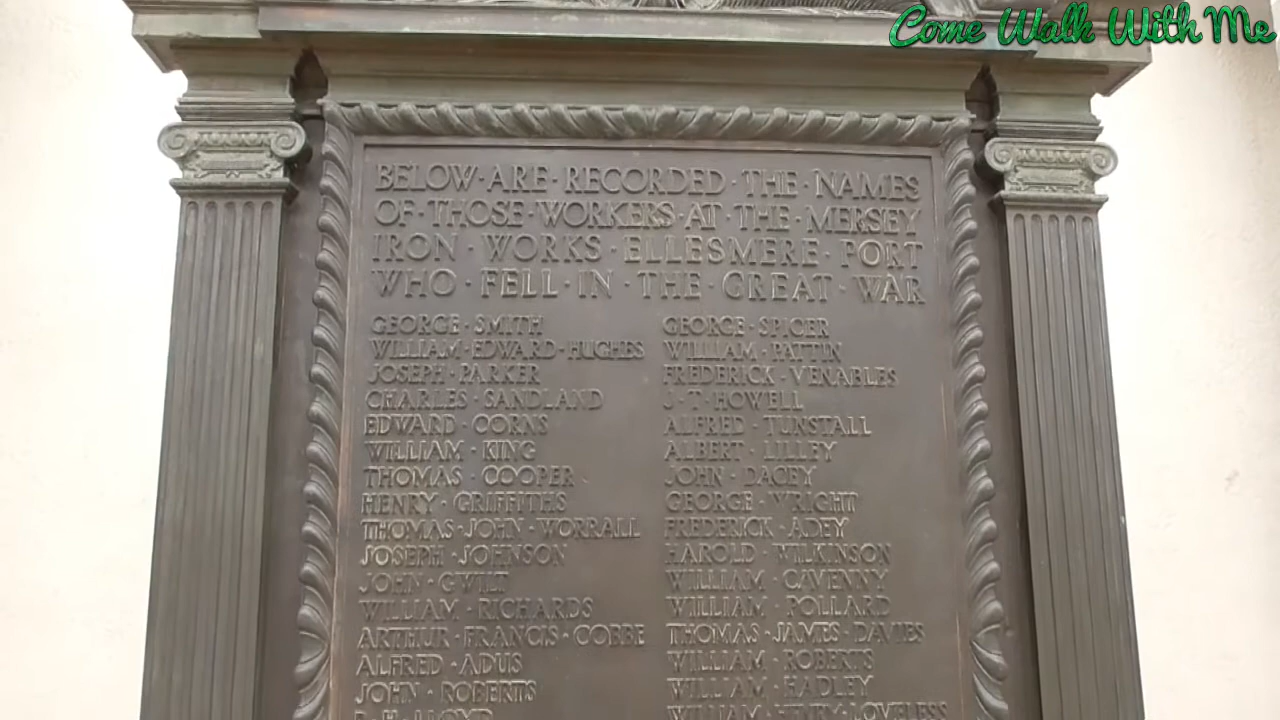 Come Walk With Me
BELOW·ARE·RECORDED·THE·NAMES
OF·THOSE·WORKERS·AT·THE·MERSEY
IRON·WORKS·ELLESMERE·PORT
WHO·FELL·IN·THE·GREAT·WAR
GEORGE·SMITH
WILLIAM·EDWARD·HUGHES
JOSEPH·PARKER
CHARLES·SANDLAND
EDWARD·CORNS
WILLIAM·KING
THOMAS·COOPER
HENRY·GRIFFITHS
THOMAS·JOHN·WORRALL
JOSEPH·JOHNSON
JOHN·GWILT
WILLIAM·RICHARDS
ARTHUR·FRANCIS·COBBE
ALFRED·ADUS
JOHN·ROBERTS
GEORGE·SPICER
WILLIAM·PATTIN
FREDERICK·VENABLES
J·T·HOWELL
ALFRED·TUNSTALL
ALBERT·LILLEY
JOHN·DACEY
GEORGE·WRIGHT
FREDERICK·ADEY
HAROLD·WILKINSON
WILLIAM·CAVENNY
WILLIAM·POLLARD
THOMAS·JAMES·DAVIES
WILLIAM·ROBERTS
WILLIAM·HADLEY
WILLIAM·HENRY·LOVELESS